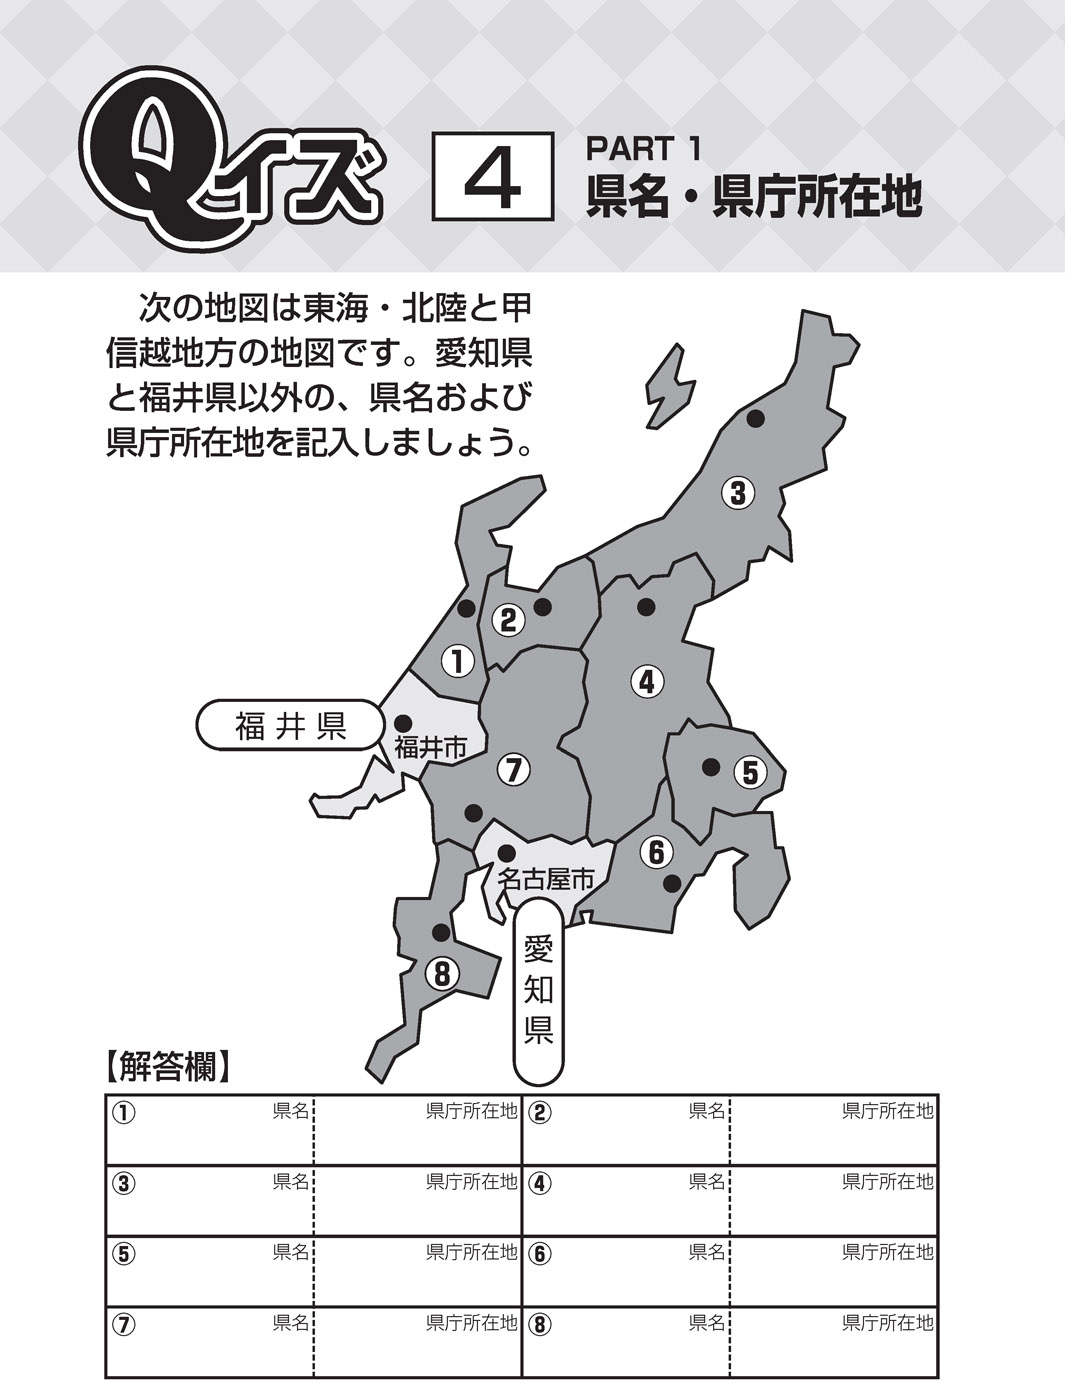 Qイズ
4
PART 1
県名・県庁所在地
次の地図は東海・北陸と甲
信越地方の地図です。愛知県
と福井県以外の、県名および
県庁所在地を記入しましょう。
③
②
①
④
福井県
福井市
⑦
⑤
⑥
名古屋市
愛知県
⑧
【解答欄】
① 県名 県庁所在地 ② 県名 県庁所在地
③ 県名 県庁所在地 ④ 県名 県庁所在地
⑤ 県名 県庁所在地 ⑥ 県名 県庁所在地
⑦ 県名 県庁所在地 ⑧ 県名 県庁所在地